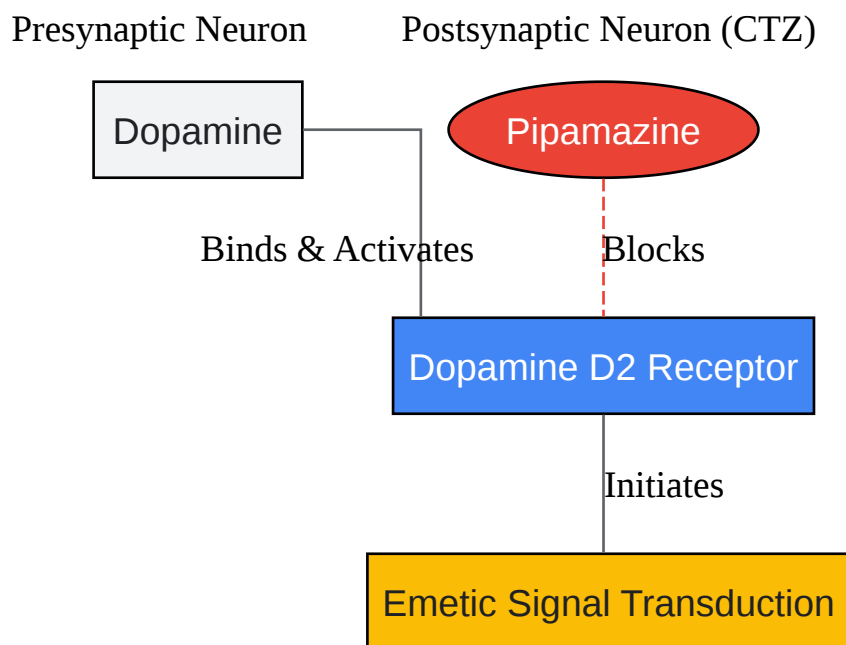 Presynaptic Neuron
Postsynaptic Neuron (CTZ)
Dopamine
Pipamazine
Binds & Activates
Blocks
Dopamine D2 Receptor
Initiates
Emetic Signal Transduction